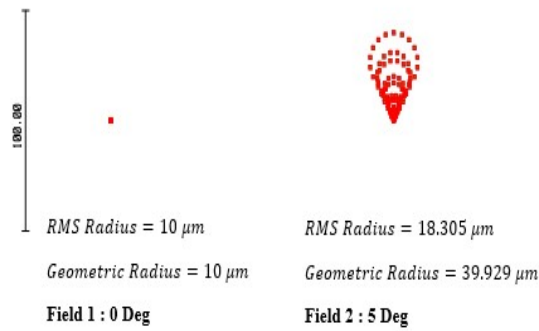 100.00
RMS Radius = 10 μm
RMS Radius = 18.305 μm
Geometric Radius = 10 μm
Geometric Radius = 39.929 μm
Field 1 : 0 Deg
Field 2 : 5 Deg